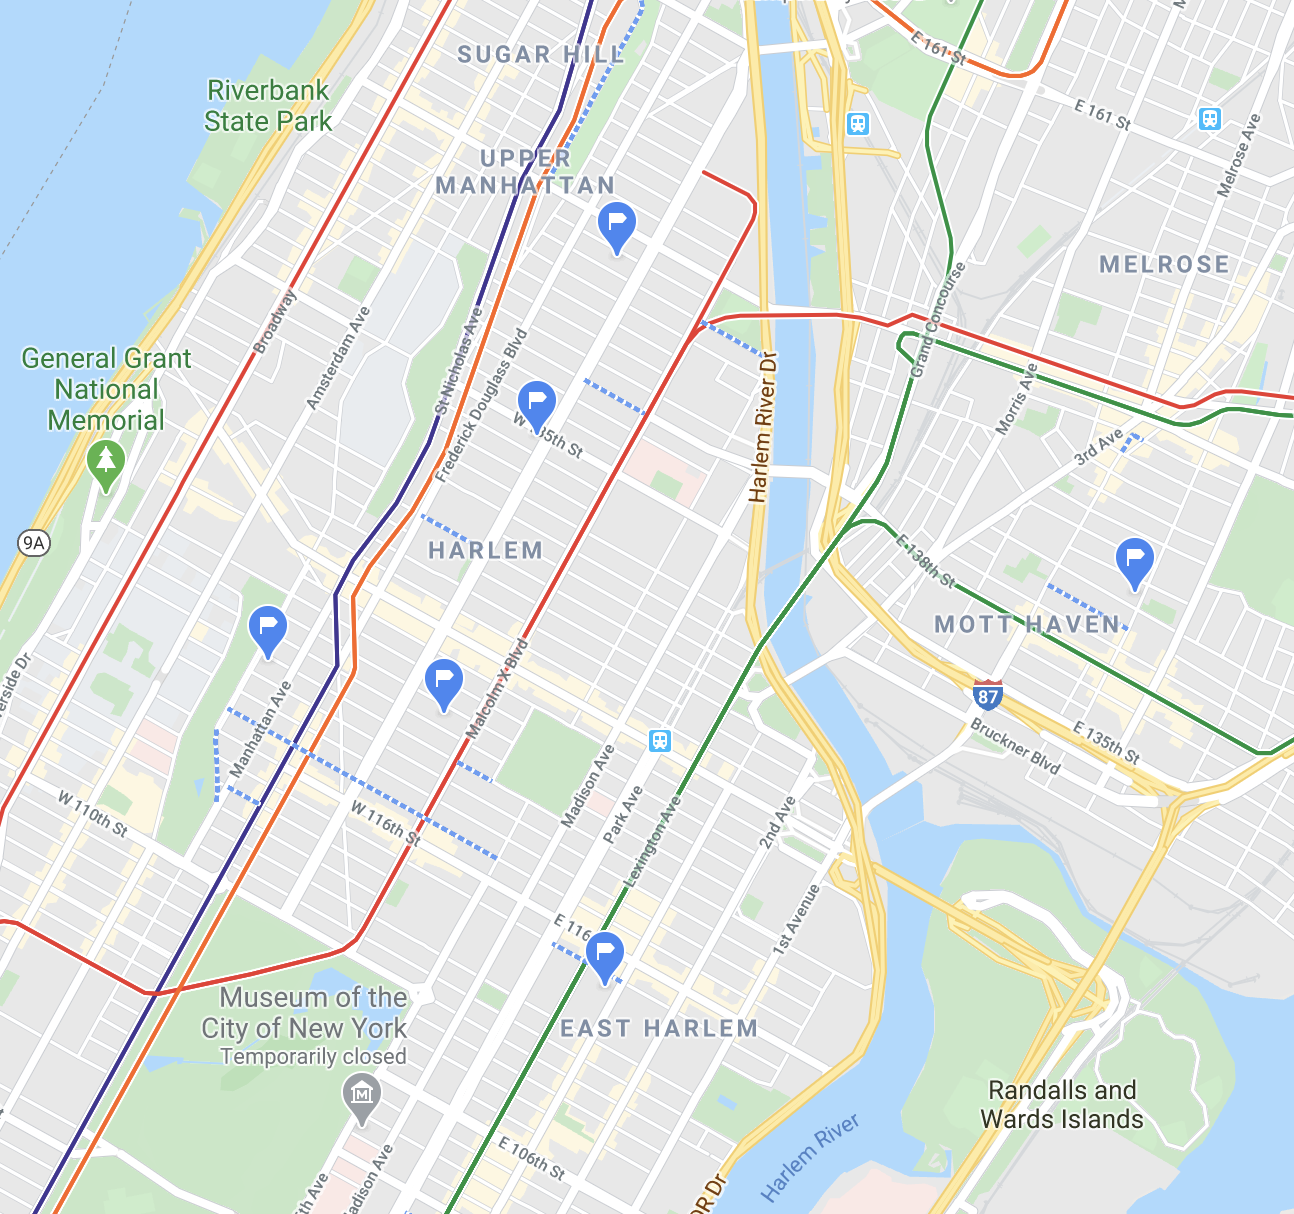 SUGAR HILL
E 161 St
Riverbank
State Park
E 161 St
Melrose Ave
UPPER
MANHATTAN
MELROSE
Grand Concourse
Broadway
Amsterdam Ave
St Nicholas Ave
Frederick Douglass Blvd
General Grant
National
Memorial
Harlem River Dr
Morris Ave
W 135th St
3rd Ave
9A
HARLEM
E 138th St
MOTT HAVEN
Manhattan Ave
Malcolm X Blvd
87
E 135th St
Bruckner Blvd
erside Dr
Madison Ave
Park Ave
Lexington Ave
2nd Ave
W 110th St
W 116th St
1st Avenue
E 116
Museum of the
City of New York
Temporarily closed
EAST HARLEM
Randalls and
Wards Islands
Harlem River
E 106th St
DR Dr
th Ave
adison Ave